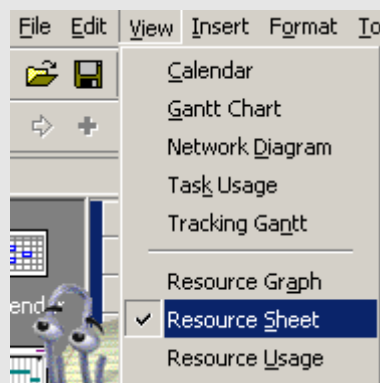 File Edit View Insert Format To
Calendar
Gantt Chart
Network Diagram
Task Usage
Tracking Gantt
Resource Graph
Resource Sheet
Resource Usage